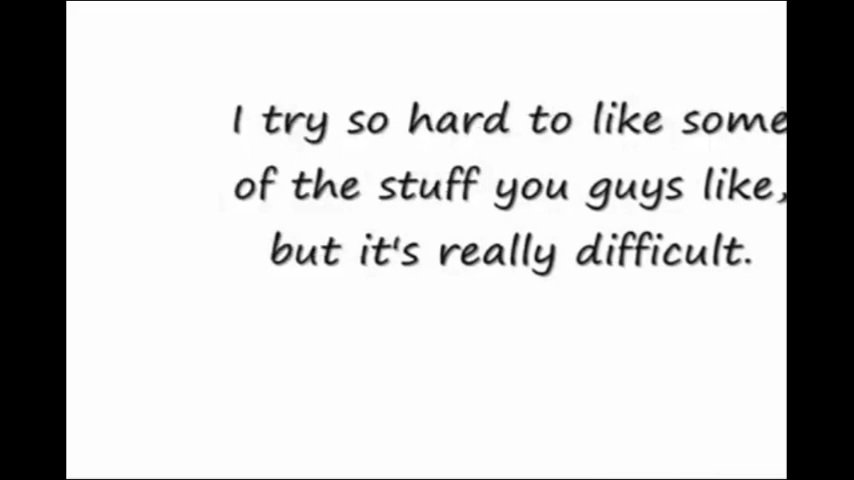 I try so hard to like some
of the stuff you guys like,
but it's really difficult.